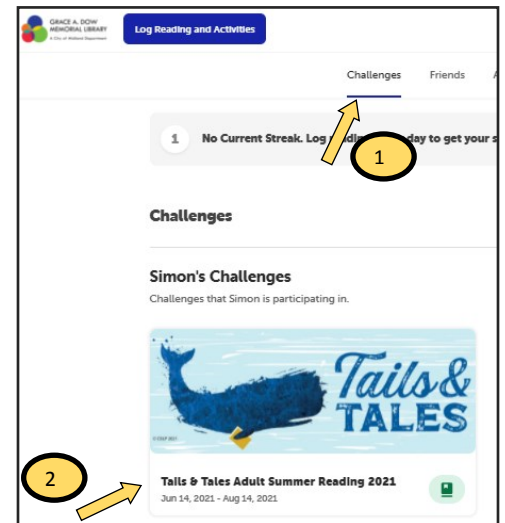 GRACE A. DOW
MEMORIAL LIBRARY
A City of Midland Department
Log Reading and Activities
Challenges Friends A
1 No Current Streak. Log day to get your s
1
Challenges
Simon's Challenges
Challenges that Simon is participating in.
Tails &
TALES
2
Tails & Tales Adult Summer Reading 2021
Jun 14, 2021 - Aug 14, 2021